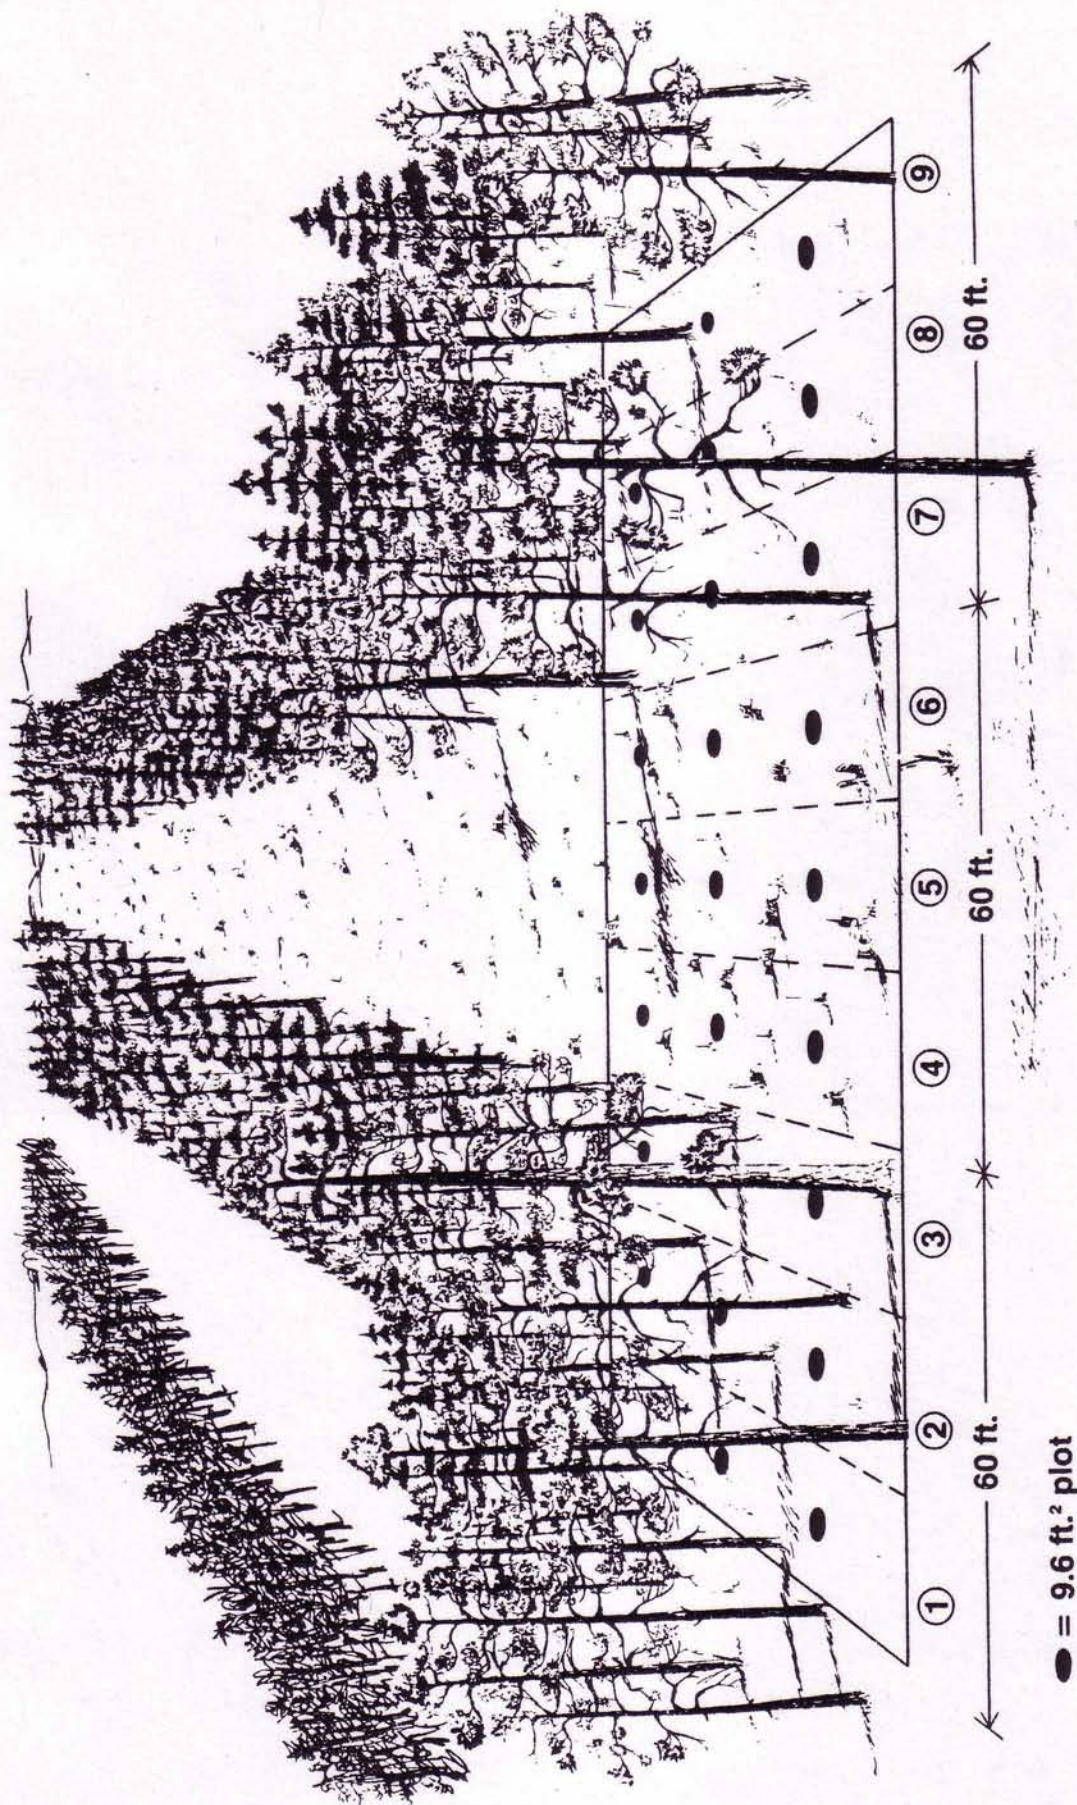 ① ② ③ ④ ⑤ ⑥ ⑦ ⑧ ⑨
60 ft. 60 ft. 60 ft.
= 9.6 ft.² plot